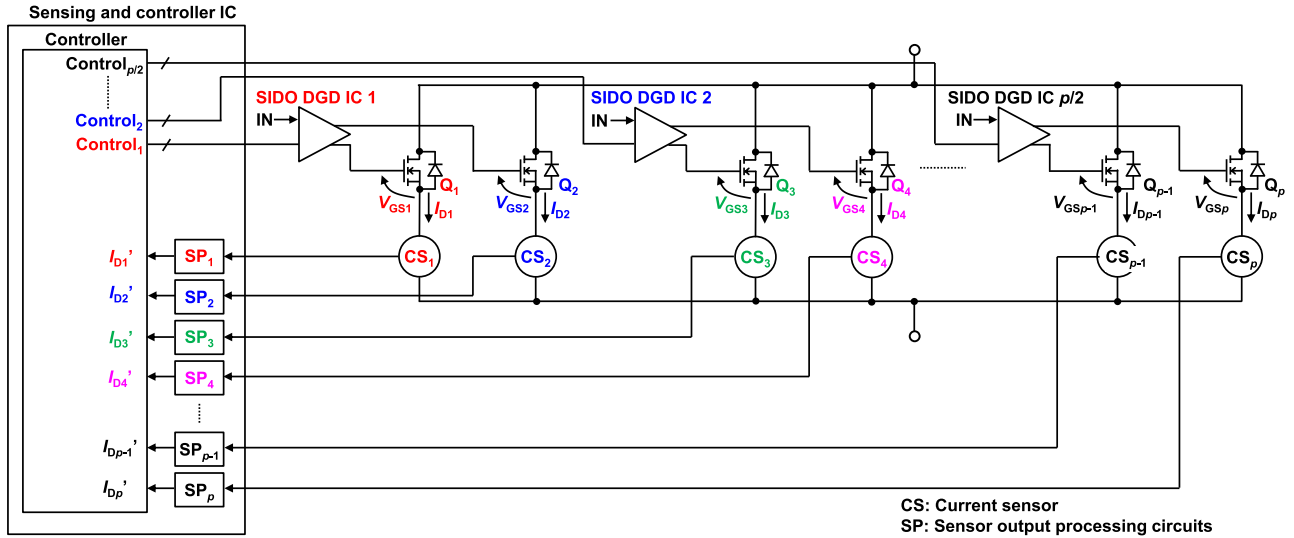 Sensing and controller IC
Controller
Control p/2
Control2
Control1
SIDO DGD IC 1
IN
SIDO DGD IC 2
IN
SIDO DGD IC p/2
IN
Q1
VGS1
ID1
Q2
VGS2
ID2
Q3
VGS3
ID3
Q4
VGS4
ID4
Qp-1
VGSp-1
IDp-1
Qp
VGSp
IDp
ID1’
SP1
CS1
CS2
CS3
CS4
CSp-1
CSp
ID2’
SP2
ID3’
SP3
ID4’
SP4
IDp-1’
SPp-1
IDp’
SPp
CS: Current sensor
SP: Sensor output processing circuits